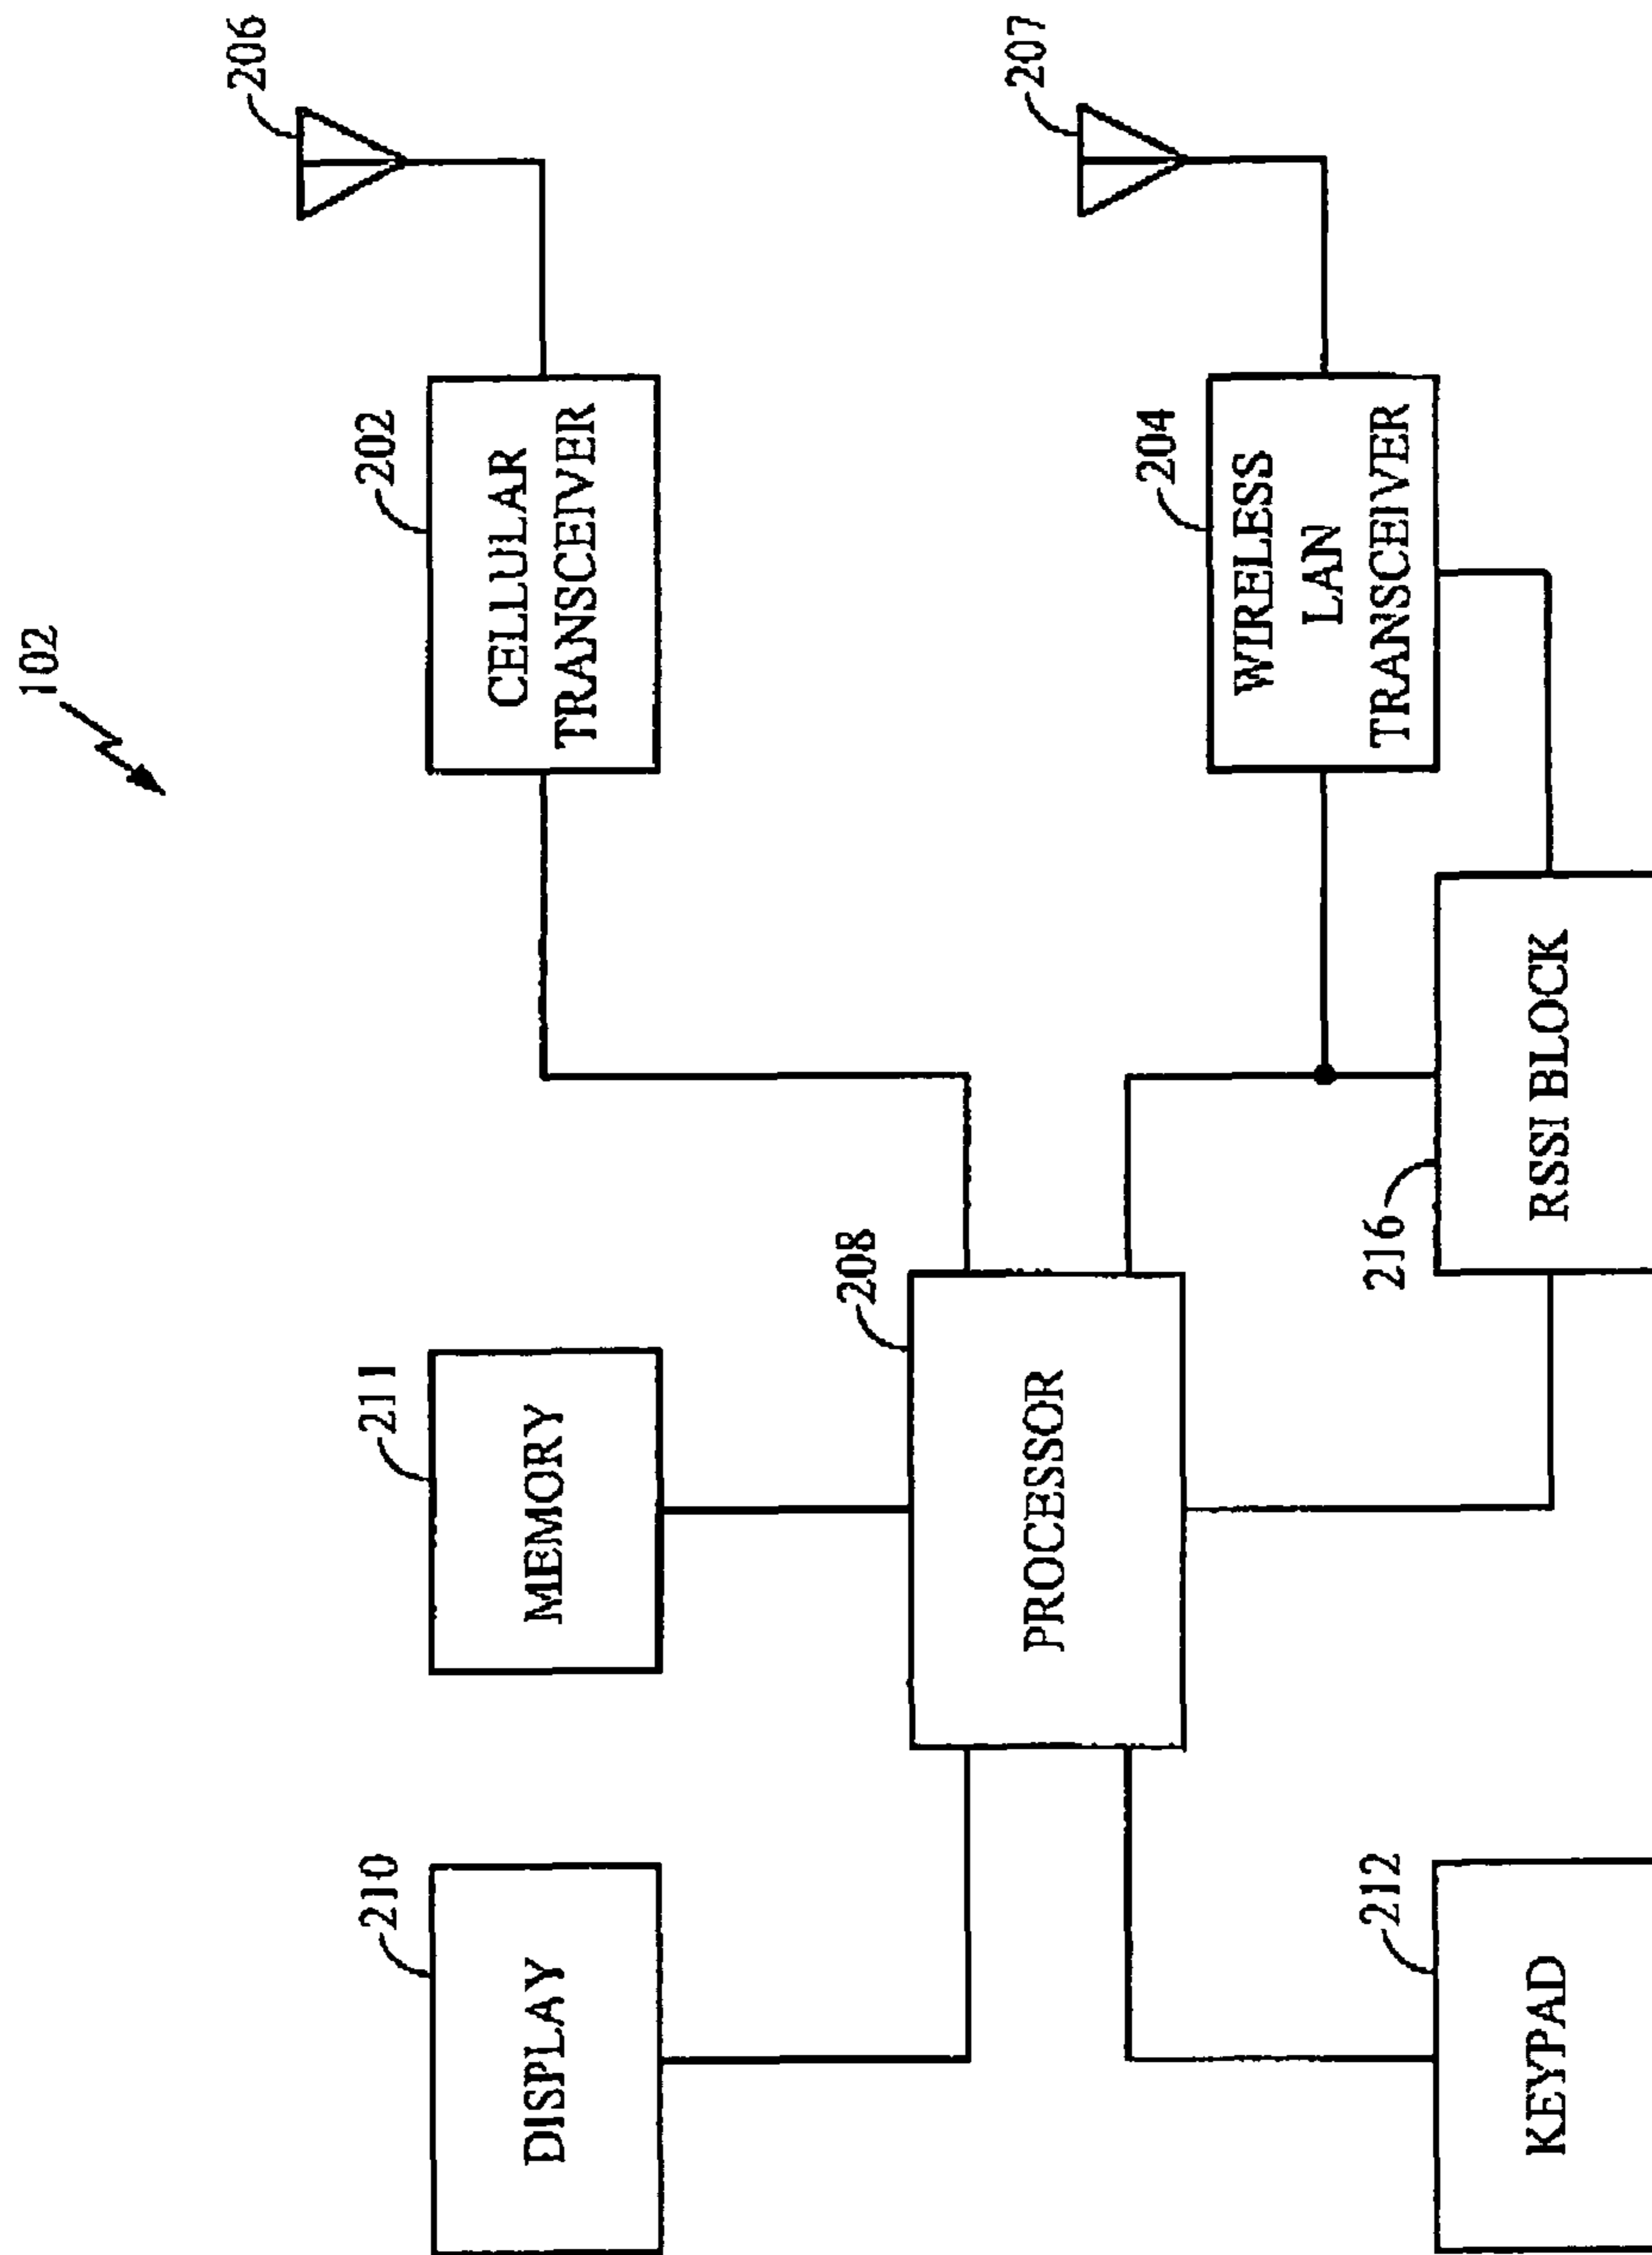 102
206
202
CELLULAR
TRANSCEIVER
211
MEMORY
210
DISPLAY
208
PROCESSOR
207
204
WIRELESS
LAN
TRANSCEIVER
216
RSSI BLOCK
212
KEYPAD